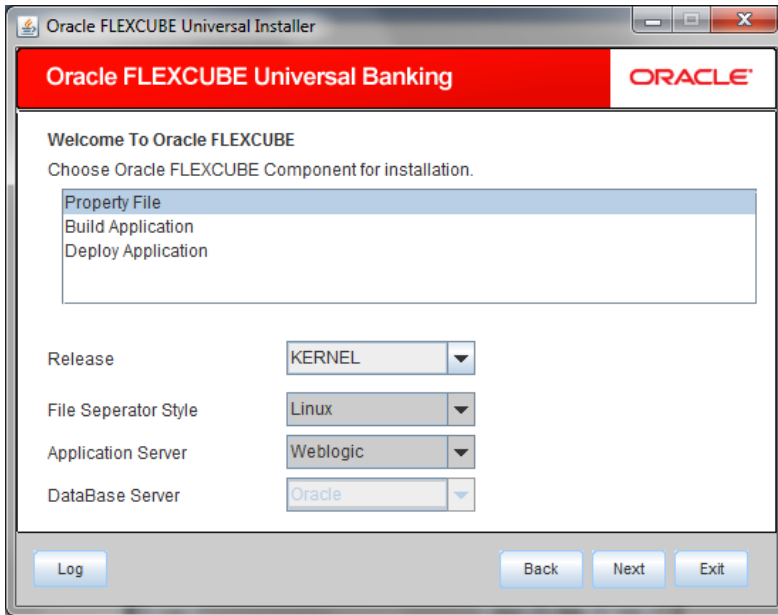 Oracle FLEXCUBE Universal Installer
Oracle FLEXCUBE Universal Banking
ORACLE
Welcome To Oracle FLEXCUBE
Choose Oracle FLEXCUBE Component for installation.
Property File
Build Application
Deploy Application
Release KERNEL
File Seperator Style Linux
Application Server Weblogic
DataBase Server Oracle
Log Back Next Exit